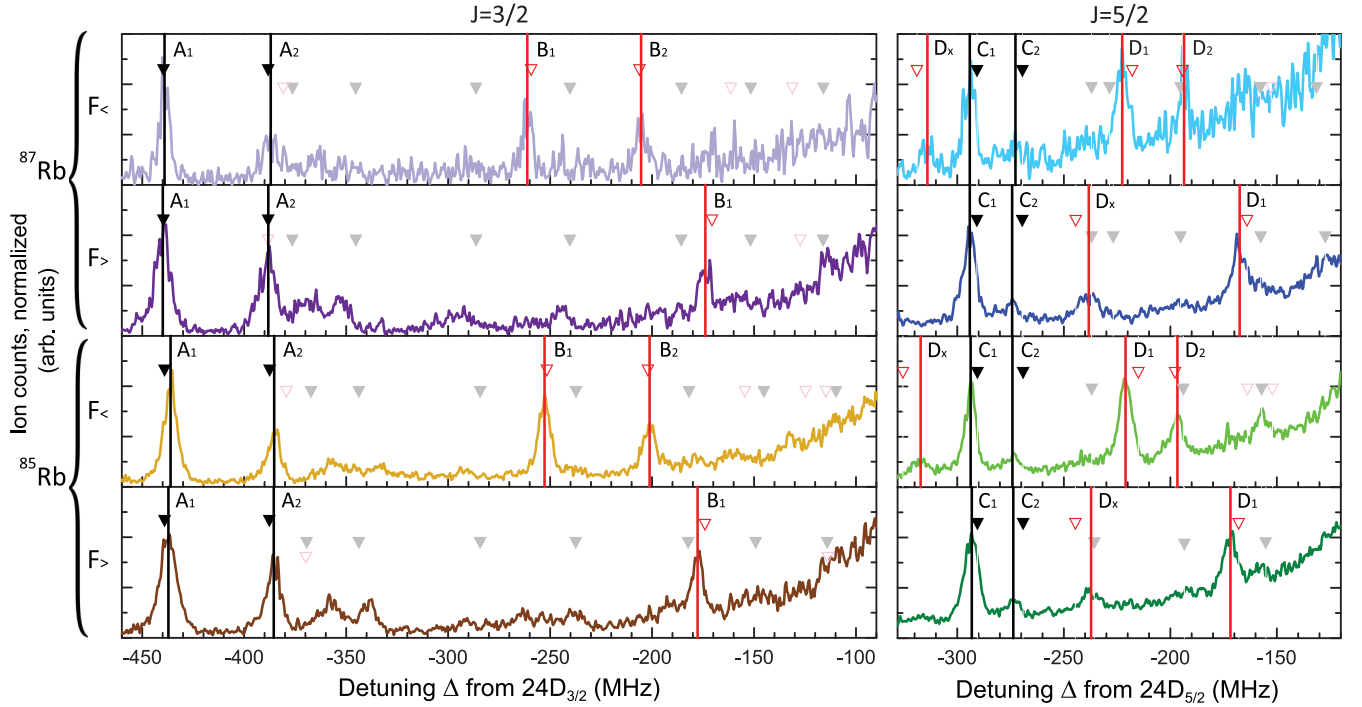 J=3/2
J=5/2
A1 A2 B1 B2
Dx C1 C2 D1 D2
F<
87Rb
A1 A2 B1
C1 C2 Dx D1
F>
Ion counts, normalized
(arb. units)
A1 A2 B1 B2
Dx C1 C2 D1 D2
F<
85Rb
A1 A2 B1
C1 C2 Dx D1
F>
-450 -400 -350 -300 -250 -200 -150 -100
-300 -250 -200 -150
Detuning Δ from 24D3/2 (MHz)
Detuning Δ from 24D5/2 (MHz)